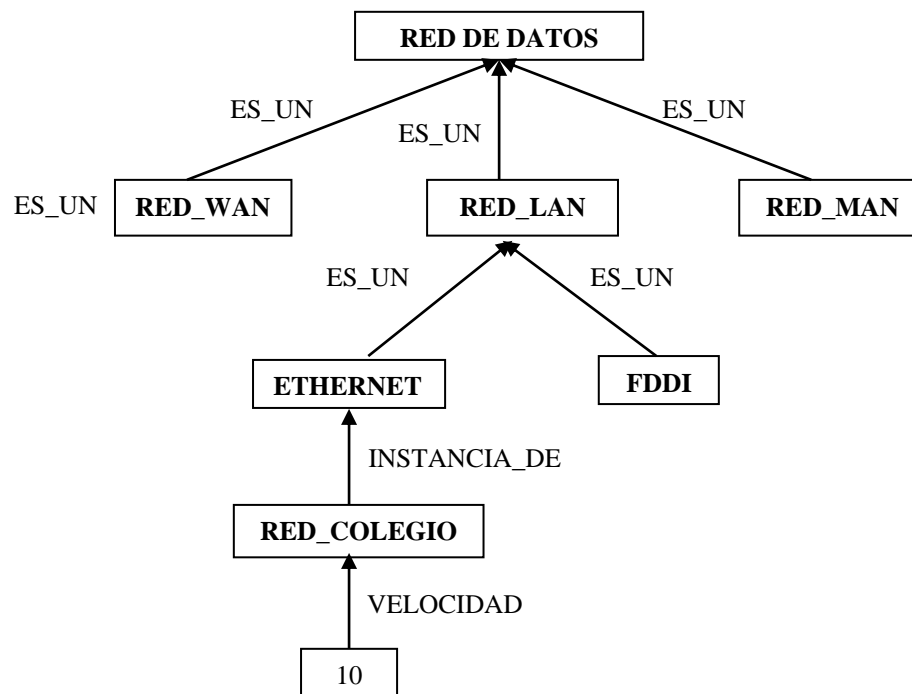 RED DE DATOS
ES_UN
ES_UN
ES_UN
ES_UN
RED_WAN
RED_LAN
RED_MAN
ES_UN
ES_UN
ETHERNET
FDDI
INSTANCIA_DE
RED_COLEGIO
VELOCIDAD
10